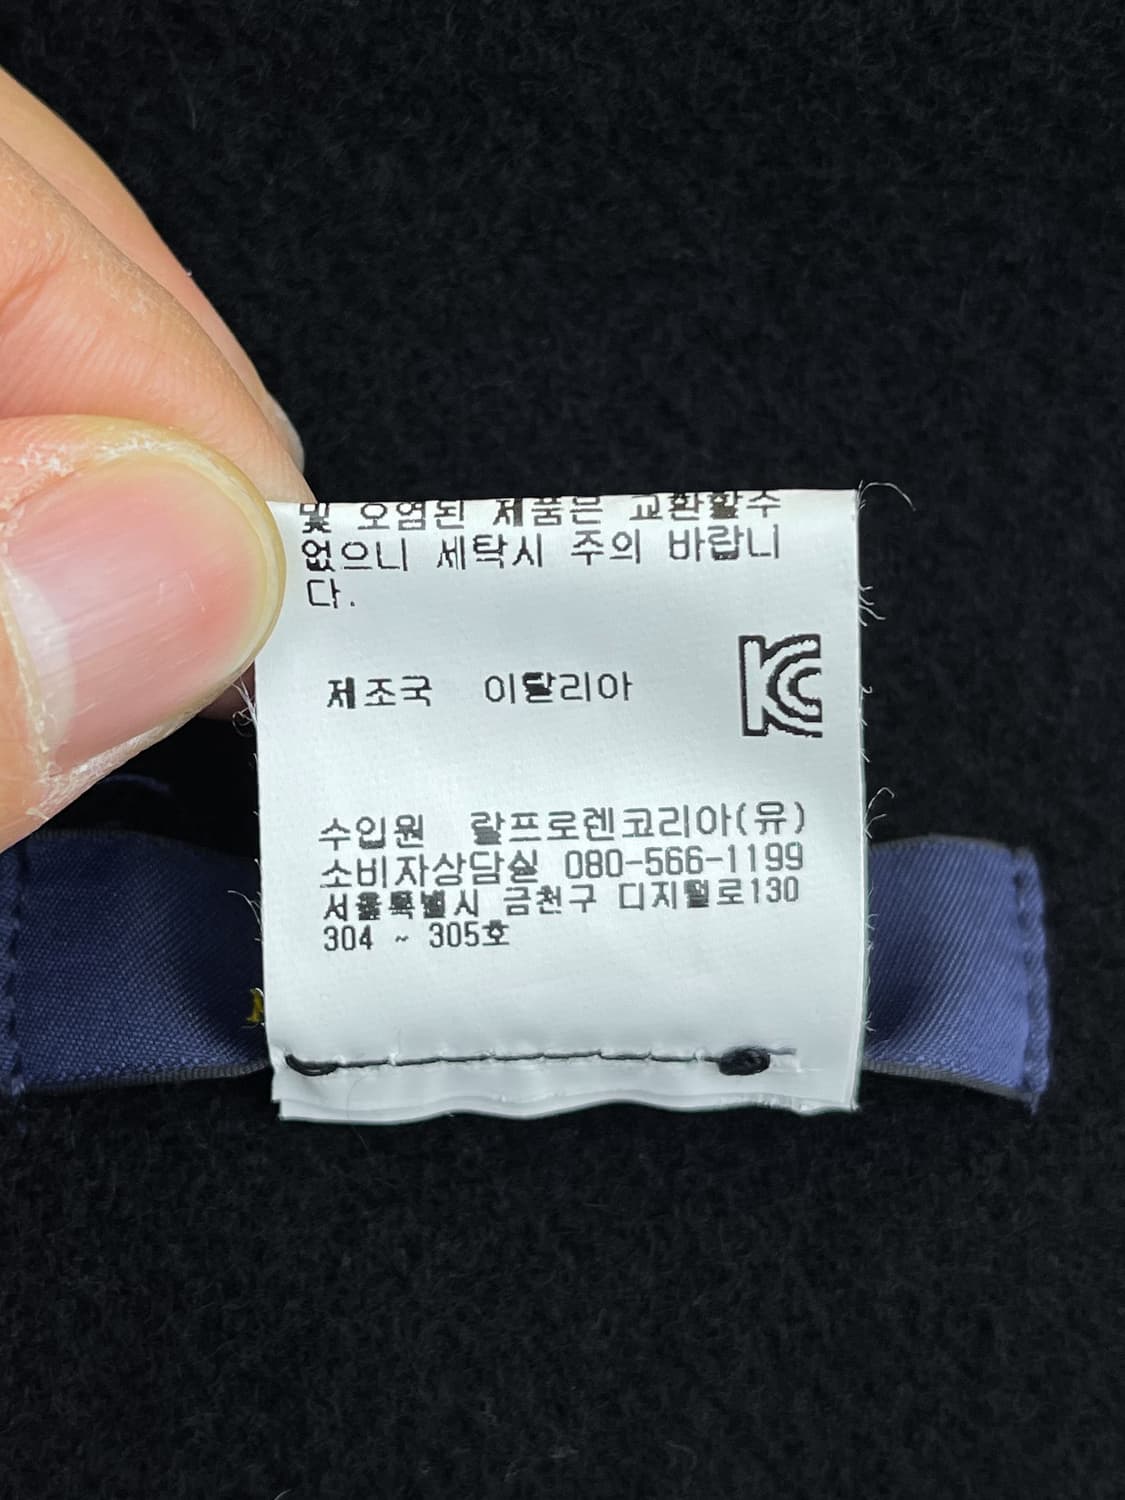 및 오염된 제품은 교환할수
없으니 세탁시 주의 바랍니
다.
제조국 이탈리아
KC
수입원 랄프로렌코리아(유)
소비자상담실 080-566-1199
서울특별시 금천구 디지털로130
304 ~ 305호